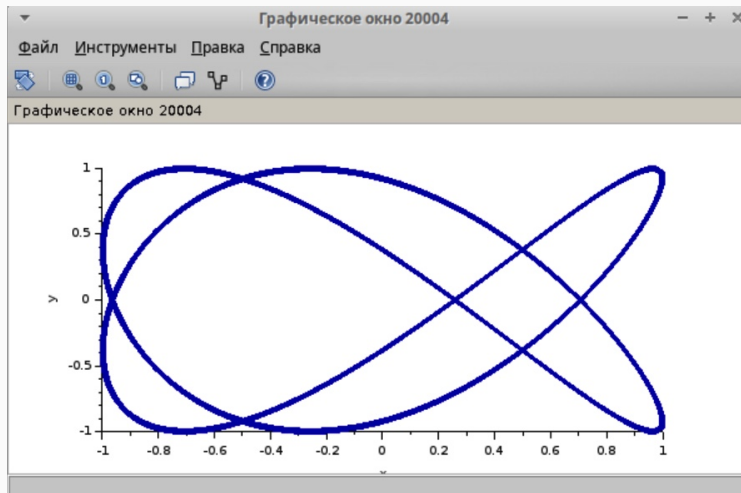 Графическое окно 20004
Файл Инструменты Правка Справка
Графическое окно 20004
1
0.5
y
0
-0.5
-1
-1 -0.8 -0.6 -0.4 -0.2 0 0.2 0.4 0.6 0.8 1